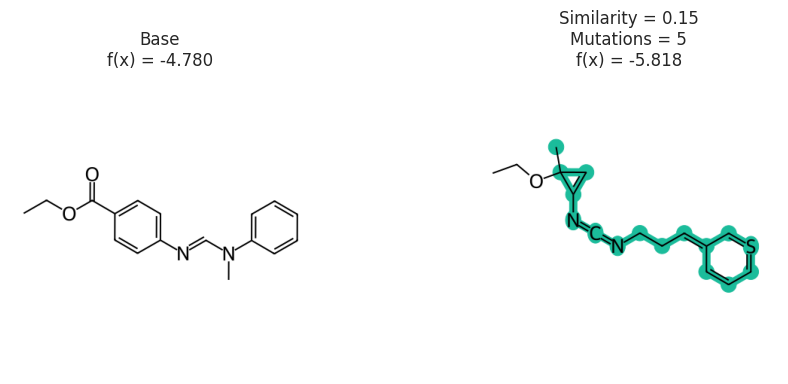 Base
f(x) = -4.780
Similarity = 0.15
Mutations = 5
f(x) = -5.818
O
O
N
N
O
N
C
N
S